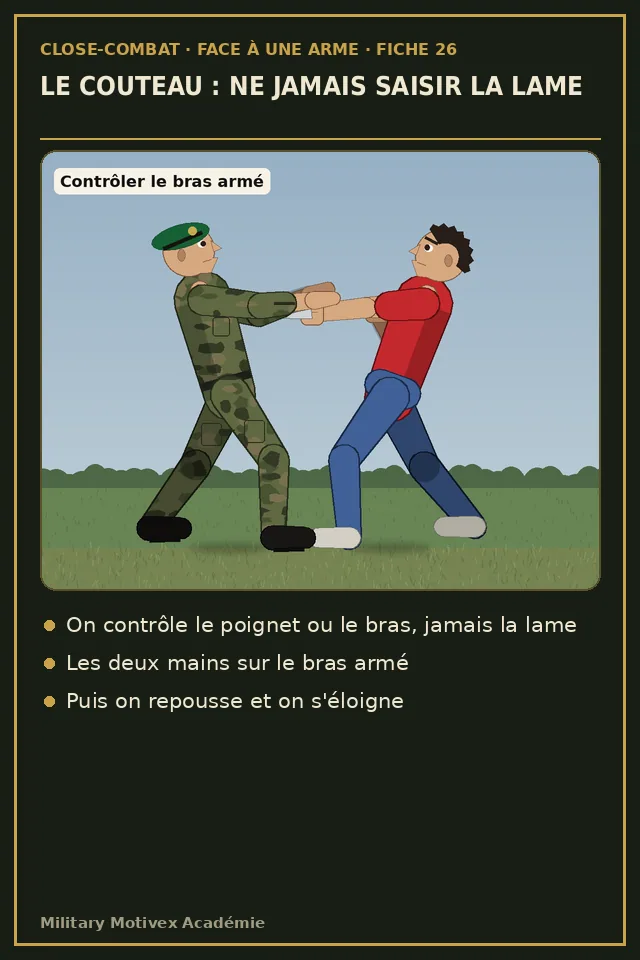 CLOSE-COMBAT · FACE À UNE ARME · FICHE 26
LE COUTEAU : NE JAMAIS SAISIR LA LAME
Contrôler le bras armé
On contrôle le poignet ou le bras, jamais la lame
Les deux mains sur le bras armé
Puis on repousse et on s'éloigne
Military Motivex Académie